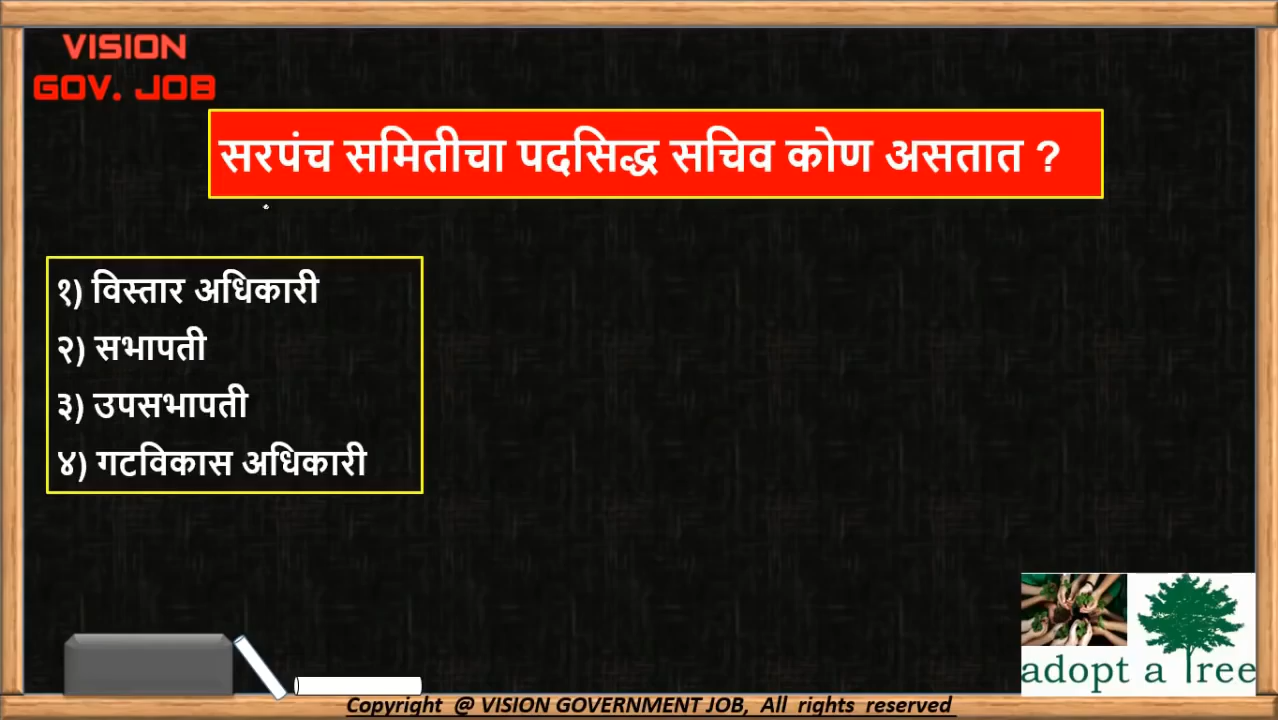 VISION
GOV. JOB
सरपंच समितीचा पदसिद्ध सचिव कोण असतात ?
१) विस्तार अधिकारी
२) सभापती
३) उपसभापती
४) गटविकास अधिकारी
adopt a Tree
Copyright @ VISION GOVERNMENT JOB, All rights reserved